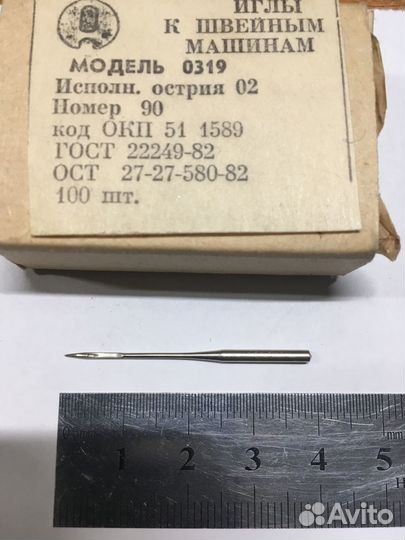 ИГЛЫ
К ШВЕЙНЫМ
МАШИНАМ
МОДЕЛЬ 0319
Исполн. острия 02
Номер 90
код ОКП 51 1589
ГОСТ 22249-82
ОСТ 27-27-580-82
100 шт.
mm
1 2 3 4 5
Avito